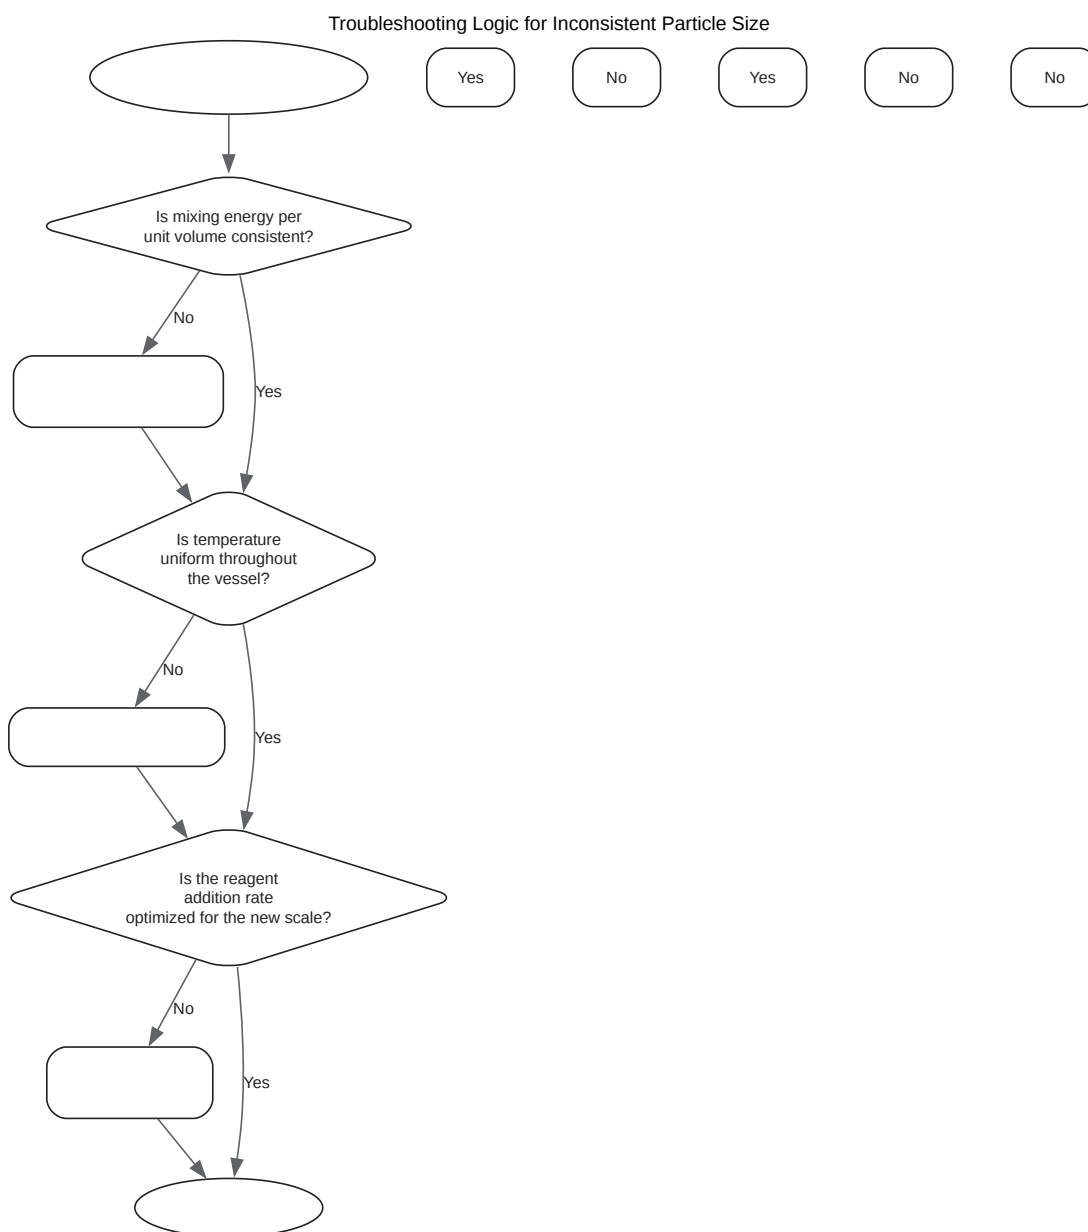 Troubleshooting Logic for Inconsistent Particle Size
Yes
No
Yes
No
No
Is mixing energy per
unit volume consistent?
No
Yes
Is temperature
uniform throughout
the vessel?
No
Yes
Is the reagent
addition rate
optimized for the new scale?
No
Yes